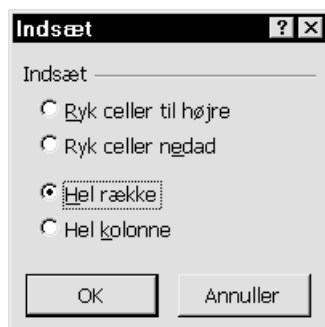 Indsæt
Indsæt
Ryk celler til højre
Ryk celler nedad
Hel række
Hel kolonne
OK Annuller